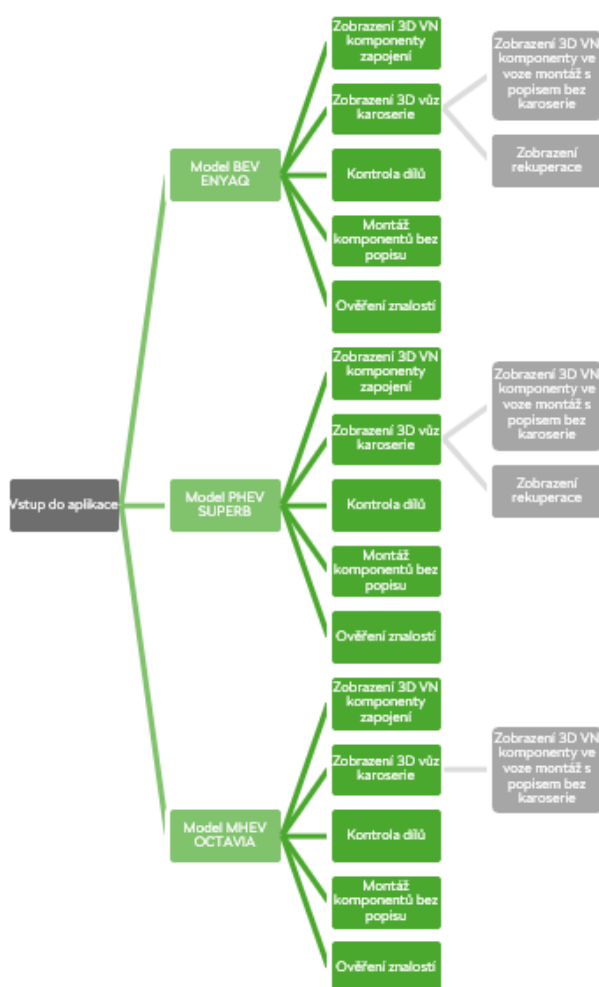 Zobrazení 3D VN
komponenty
zapojení
Zobrazení 3D VN
komponenty ve
voze montáž s
popisem bez
karoserie
Zobrazení 3D vůz
karoserie
Zobrazení
rekuperace
Model BEV
ENYAQ
Kontrola dílů
Montáž
komponentů bez
popisu
Ověření znalostí
Zobrazení 3D VN
komponenty
zapojení
Zobrazení 3D VN
komponenty ve
voze montáž s
popisem bez
karoserie
Zobrazení 3D vůz
karoserie
Zobrazení
rekuperace
Vstup do aplikace
Model PHEV
SUPERB
Kontrola dílů
Montáž
komponentů bez
popisu
Ověření znalostí
Zobrazení 3D VN
komponenty
zapojení
Zobrazení 3D VN
komponenty ve
voze montáž s
popisem bez
karoserie
Zobrazení 3D vůz
karoserie
Model MHEV
OCTAVIA
Kontrola dílů
Montáž
komponentů bez
popisu
Ověření znalostí